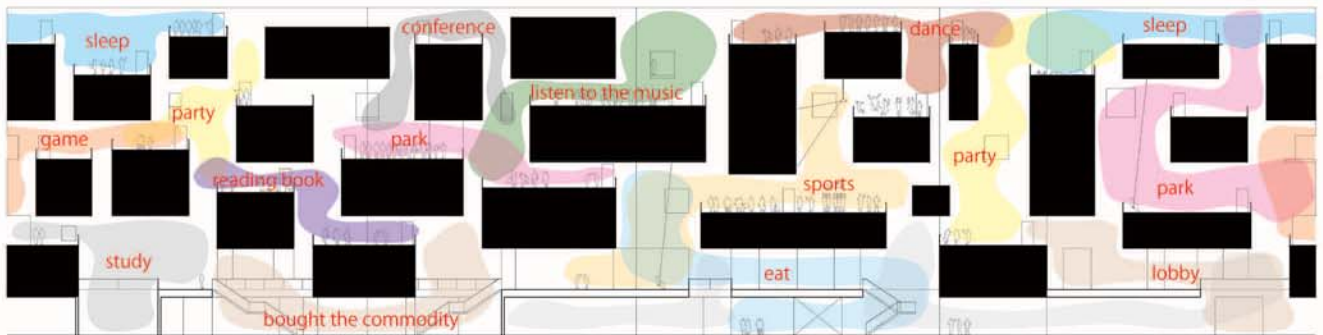 sleep
conference
dance
sleep
party
listen to the music
game
park
party
reading book
sports
park
study
eat
lobby
bought the commodity